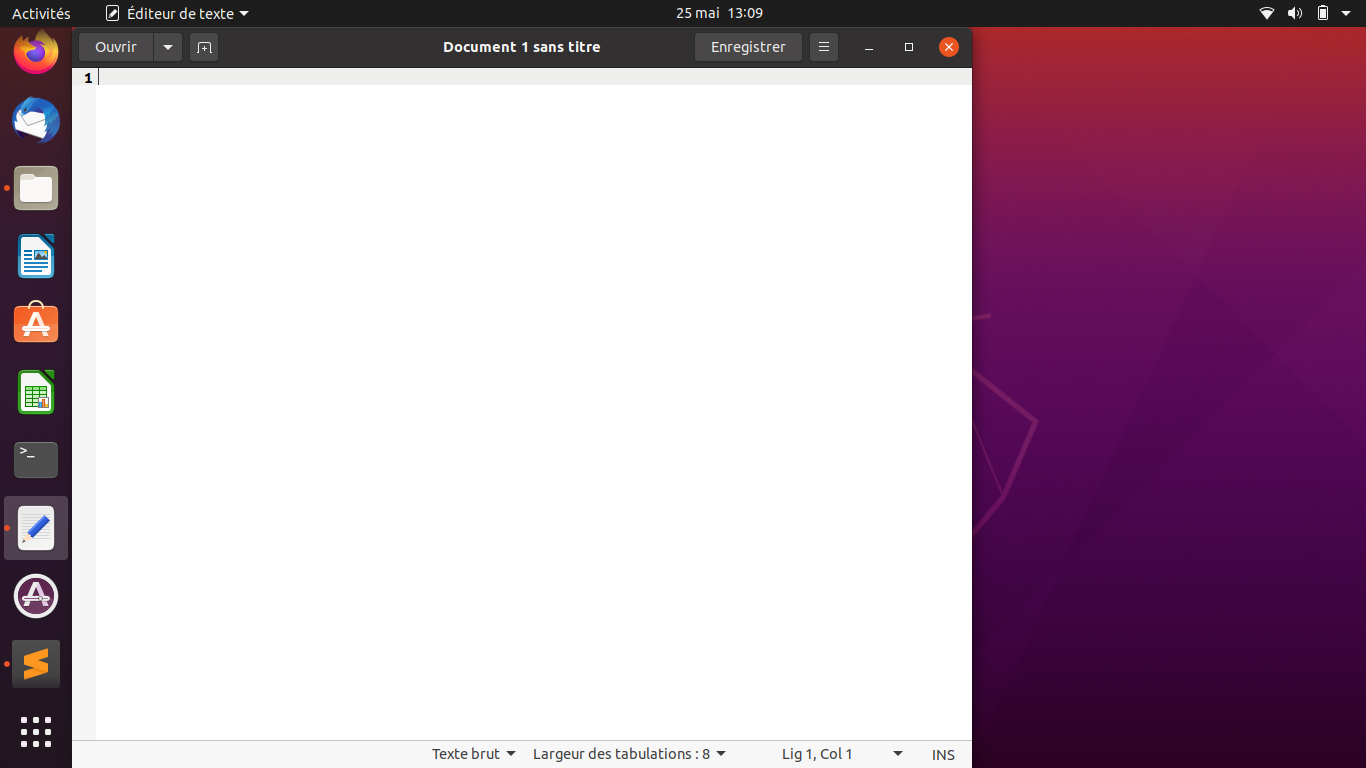 Activités Éditeur de texte 25 mai 13:09
Ouvrir Document 1 sans titre Enregistrer
1
>_
Texte brut Largeur des tabulations : 8 Lig 1, Col 1 INS